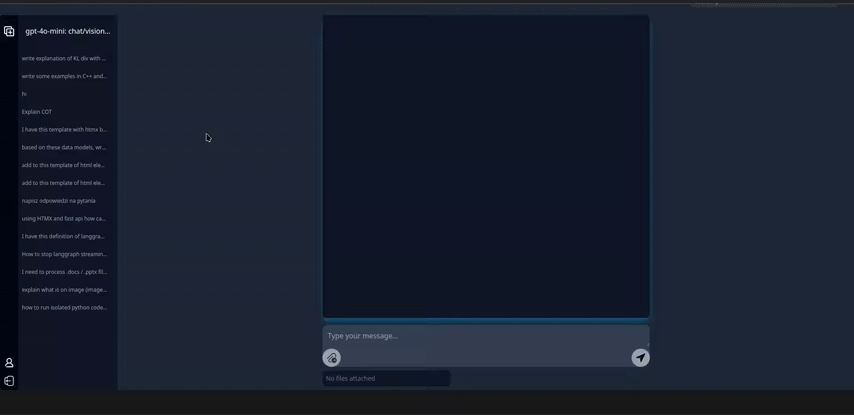 gpt-4o-mini: chat/vision...
write explanation of KL div with ...
write some examples in C++ and...
hi
Explain COT
I have this template with htmx b...
based on these data models, wr...
add to this template of html ele...
add to this template of html ele...
napisz odpowiedzi na pytania
using HTMX and fast api how ca...
I have this definition of langgra...
How to stop langgraph streamin...
I need to process .docs / .pptx fil...
explain what is on image (image...
how to run isolated python code...
Type your message...
No files attached